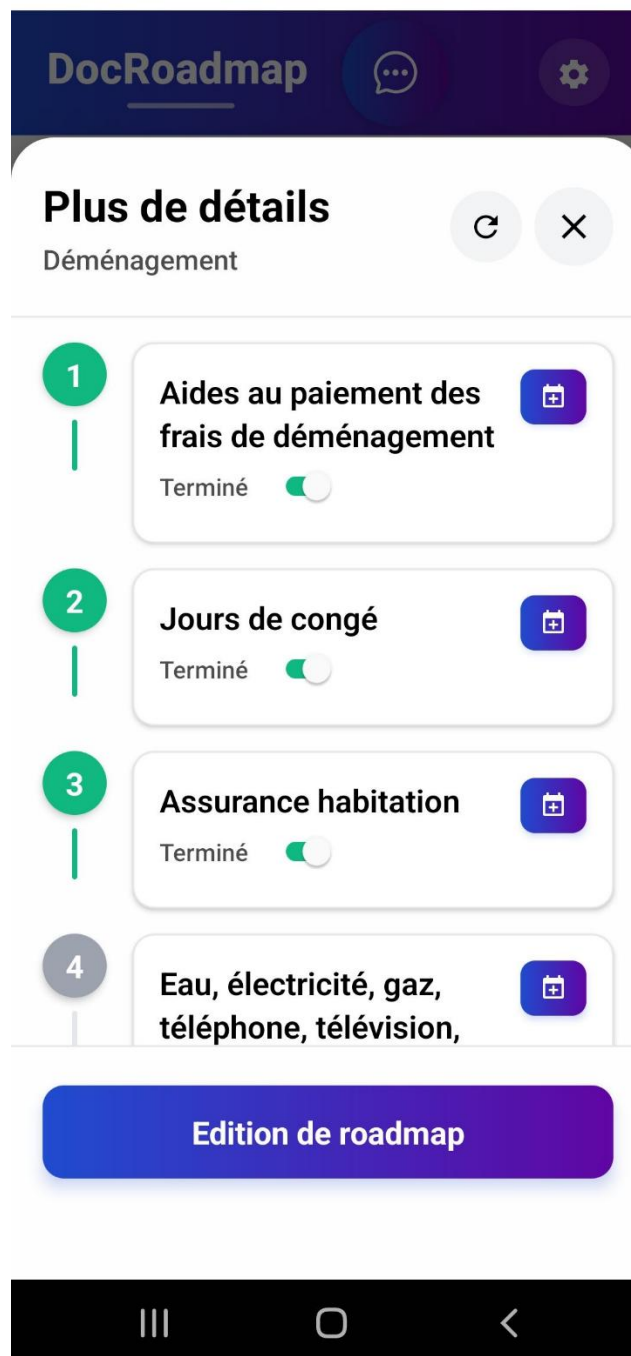 DocRoadmap
Plus de détails
Déménagement
1
Aides au paiement des
frais de déménagement
Terminé
2
Jours de congé
Terminé
3
Assurance habitation
Terminé
4
Eau, électricité, gaz,
téléphone, télévision,
Edition de roadmap